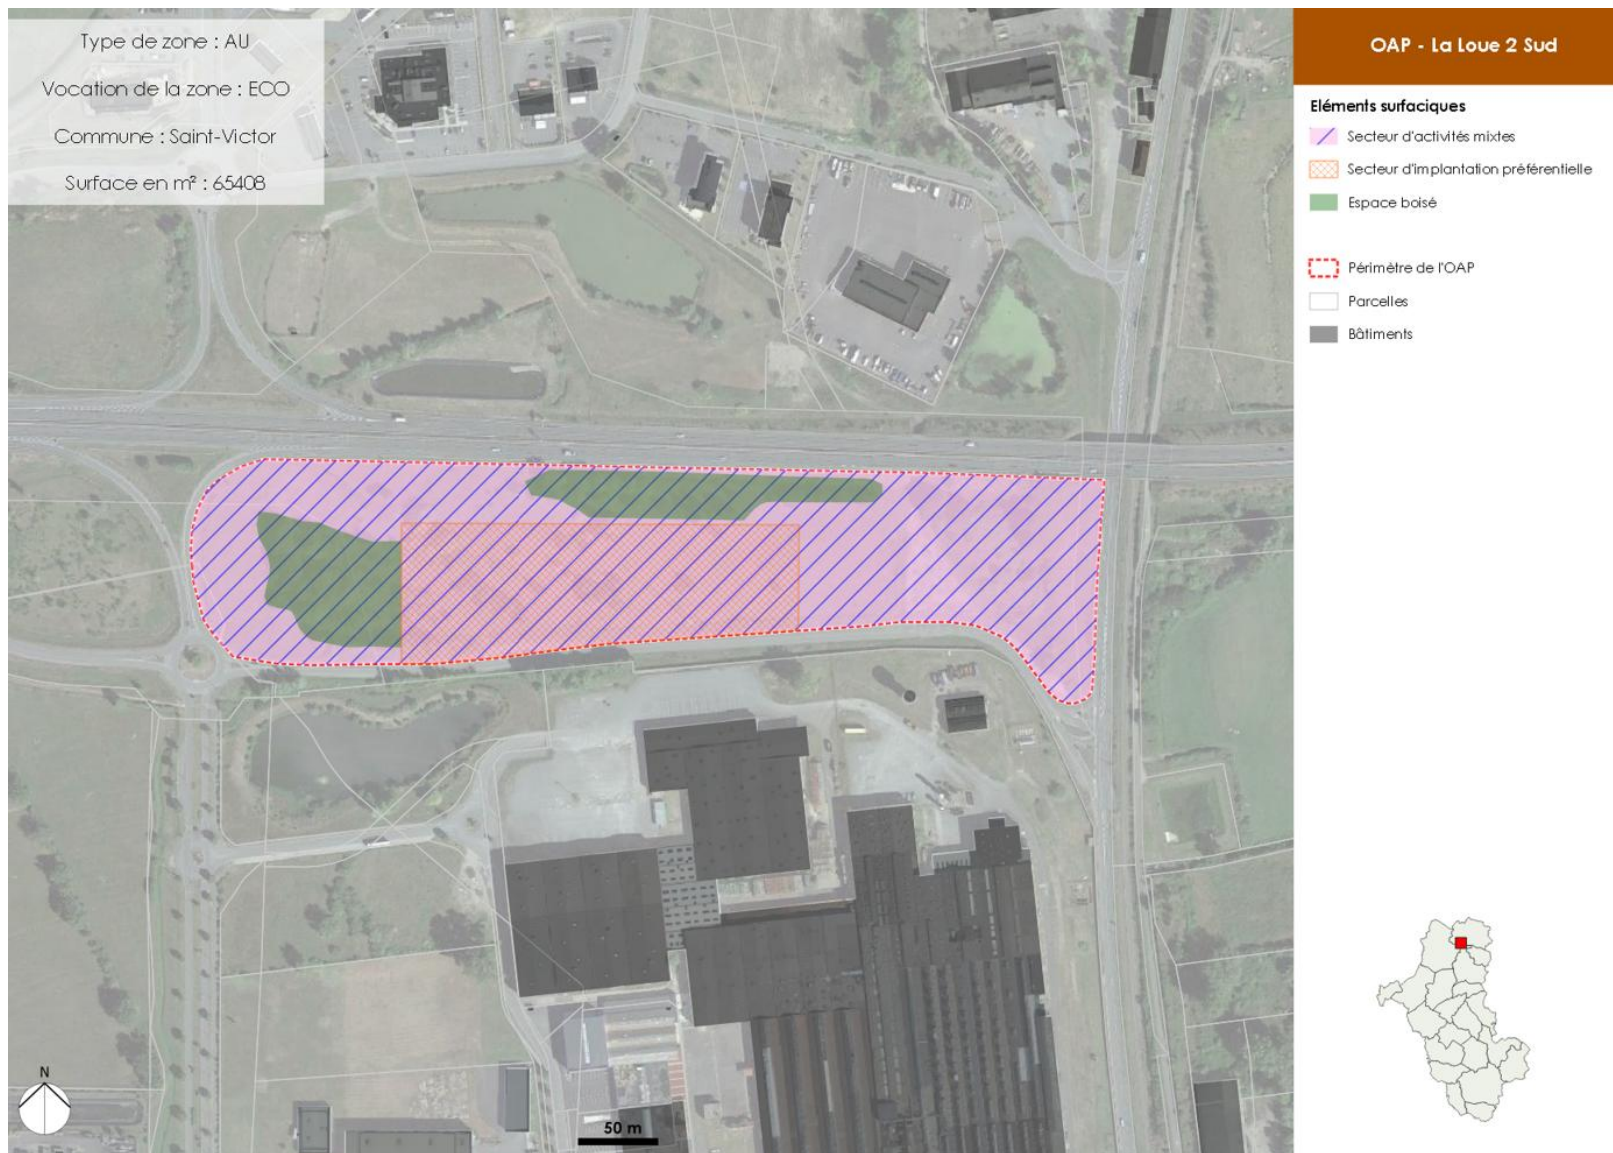 Type de zone : AU
Vocation de la zone : ECO
Commune : Saint-Victor
Surface en m² : 65408
OAP - La Loue 2 Sud
Eléments surfaciques
Secteur d'activités mixtes
Secteur d'implantation préférentielle
Espace boisé
Périmètre de l'OAP
Parcelles
Bâtiments
N
50 m